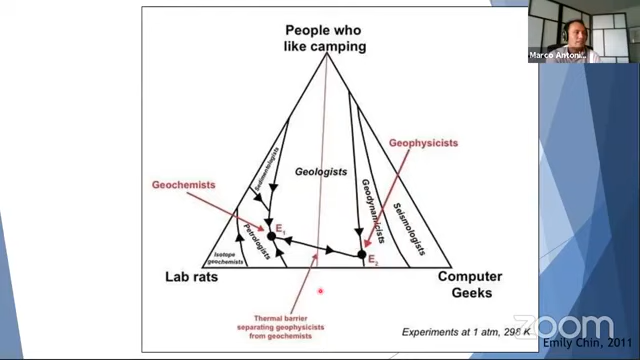 People who
like camping
Marco Antoni...
Geophysicists
Sedimentologists
Geologists
Geochemists
Geodynamicists
Seismologists
E1
Petrologists
E2
Isotope
geochemists
Lab rats
Computer
Geeks
Thermal barrier
separating geophysicists
from geochemists
Experiments at 1 atm, 298 K
zoom
Emily Chin, 2011